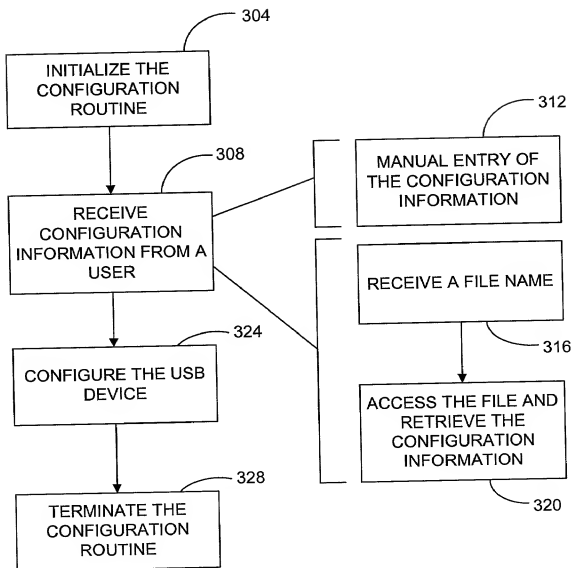 304
INITIALIZE THE
CONFIGURATION
ROUTINE
308
RECEIVE
CONFIGURATION
INFORMATION FROM A
USER
312
MANUAL ENTRY OF
THE CONFIGURATION
INFORMATION
RECEIVE A FILE NAME
316
ACCESS THE FILE AND
RETRIEVE THE
CONFIGURATION
INFORMATION
320
324
CONFIGURE THE USB
DEVICE
328
TERMINATE THE
CONFIGURATION
ROUTINE